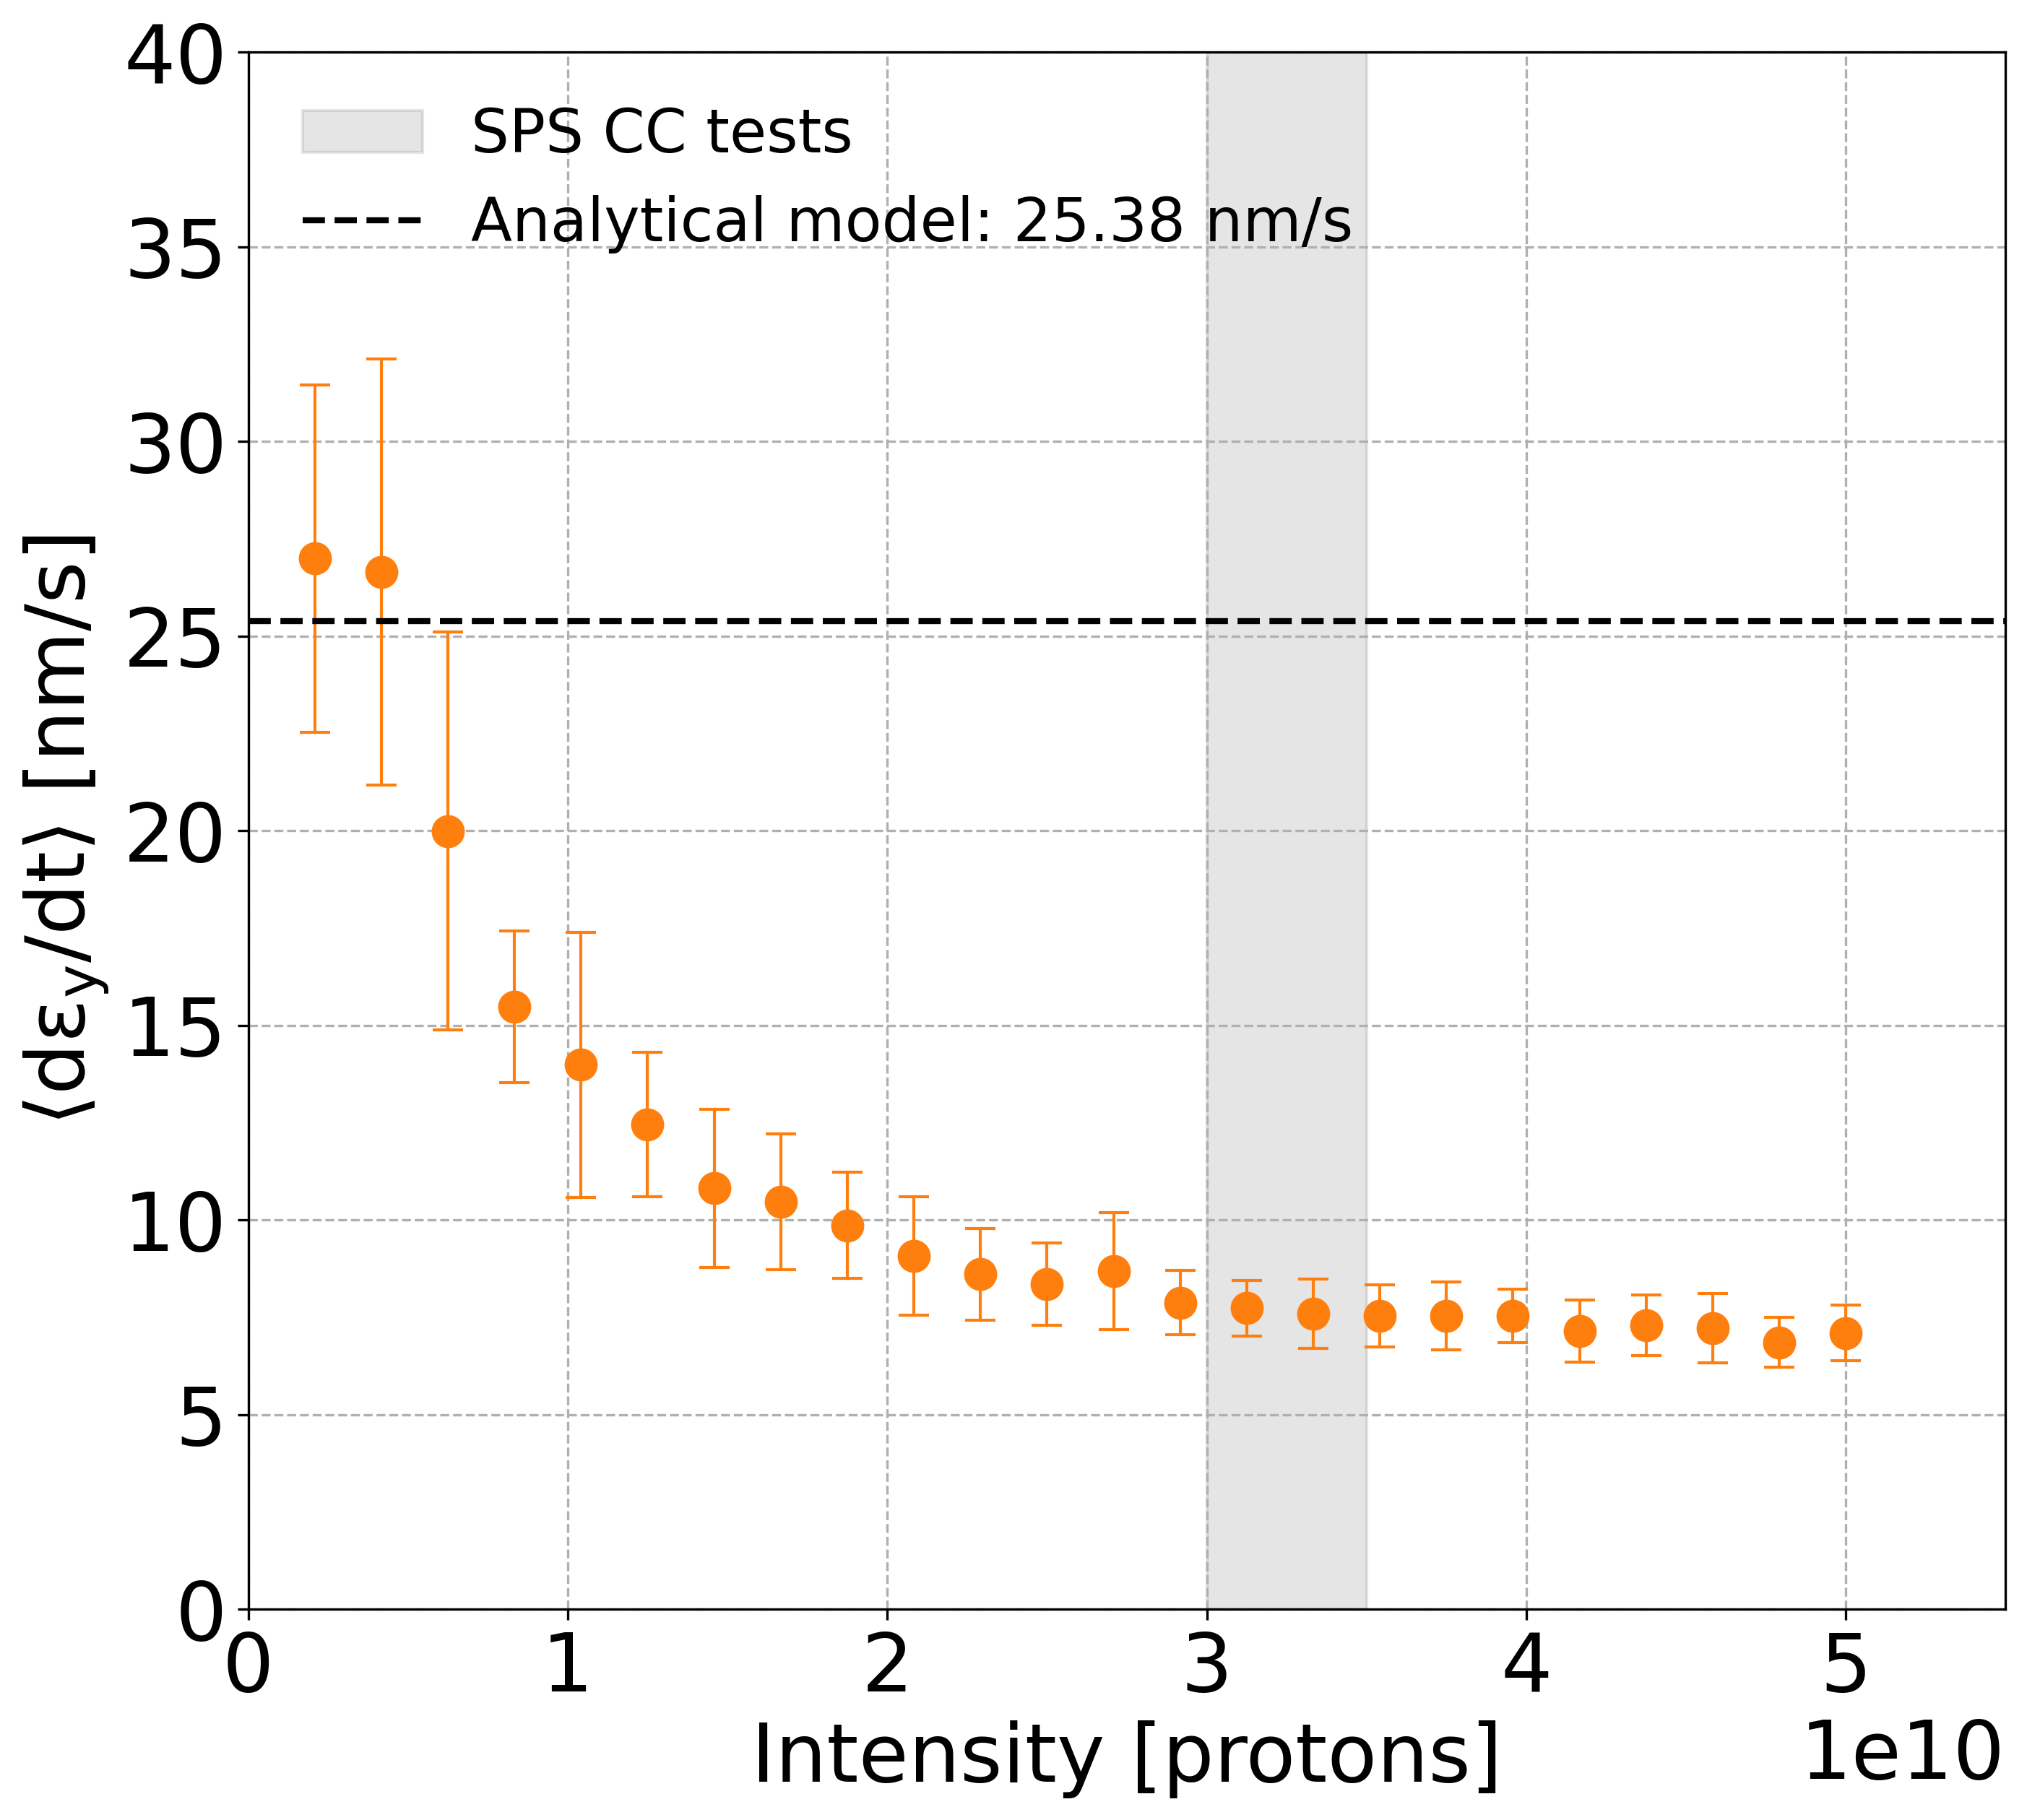 40
35
30
25
20
15
10
5
0
⟨dεy/dt⟩ [nm/s]
SPS CC tests
Analytical model: 25.38 nm/s
0 1 2 3 4 5
Intensity [protons]
1e10